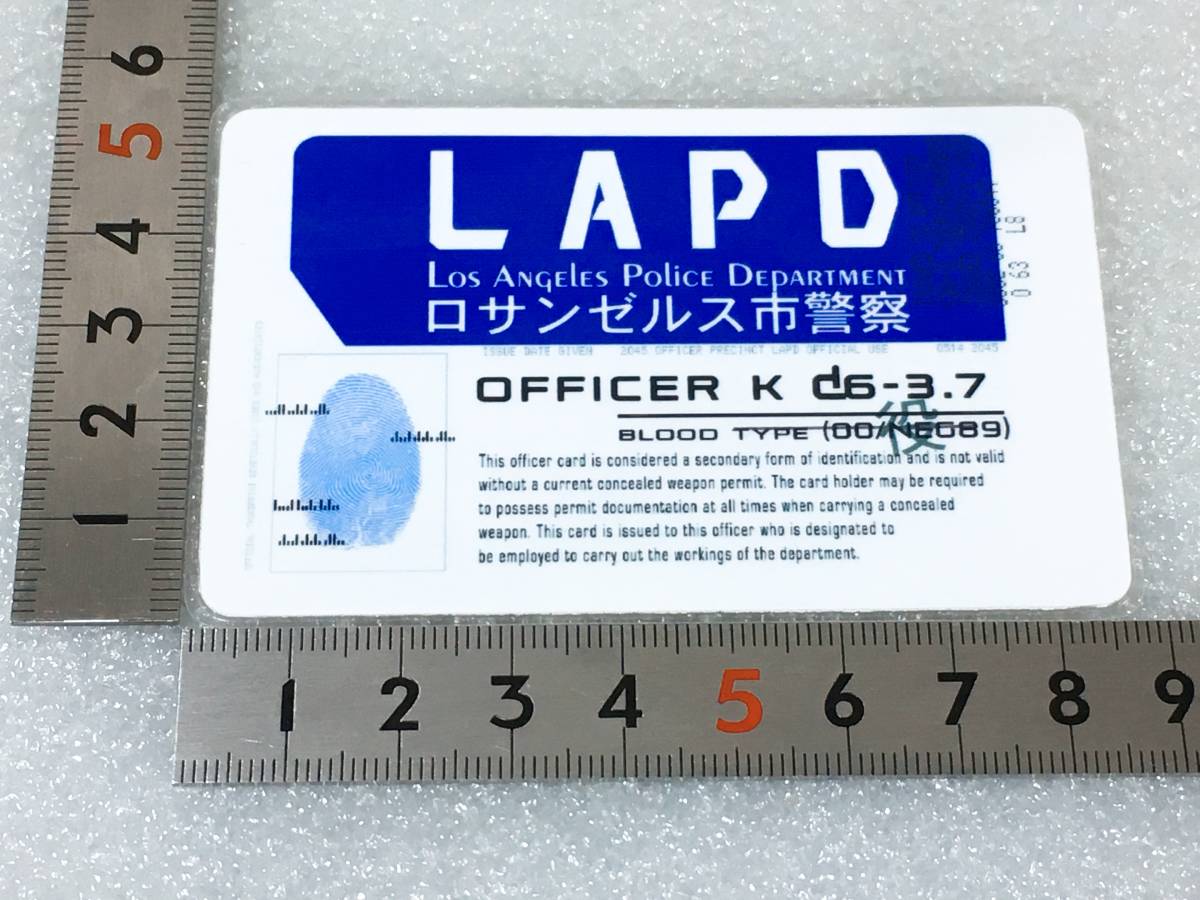 LAPD
LOS ANGELES POLICE DEPARTMENT
ロサンゼルス市警察
0 63 L8
ISSUE DATE GIVEN 2045 OFFICER PRECINCT LAPD OFFICIAL USE 0514 2045
OFFICER K d6-3.7
役
BLOOD TYPE
This officer card is considered a secondary form of identification and is not valid
without a current concealed weapon permit. The card holder may be required
to possess permit documentation at all times when carrying a concealed
weapon. This card is issued to this officer who is designated to
be employed to carry out the workings of the department.
6
5
4
3
2
1
1 2 3 4 5 6 7 8 9